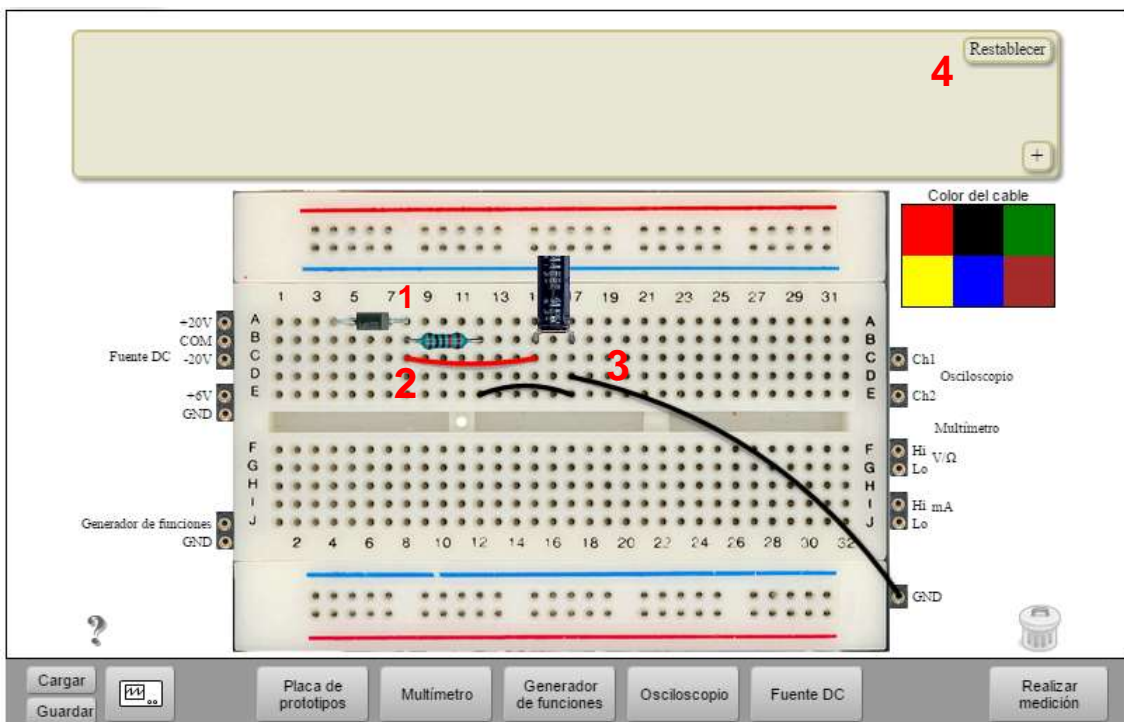 Restablecer
4
+
Color del cable
1 3 5 7 1 9 11 13 1 7 19 21 23 25 27 29 31
A A
B B
C C
D D
E E
+20V
COM
Fuente DC -20V
+6V
GND
2
3
Ch1
Osciloscopio
Ch2
Multímetro
F F
G G
H H
I I
J J
Hi V/Ω
Lo
Hi mA
Lo
Generador de funciones
GND
2 4 6 8 10 12 14 16 18 20 22 24 26 28 30 32
GND
?
Cargar
Guardar
Placa de
prototipos
Multímetro
Generador
de funciones
Osciloscopio
Fuente DC
Realizar
medición